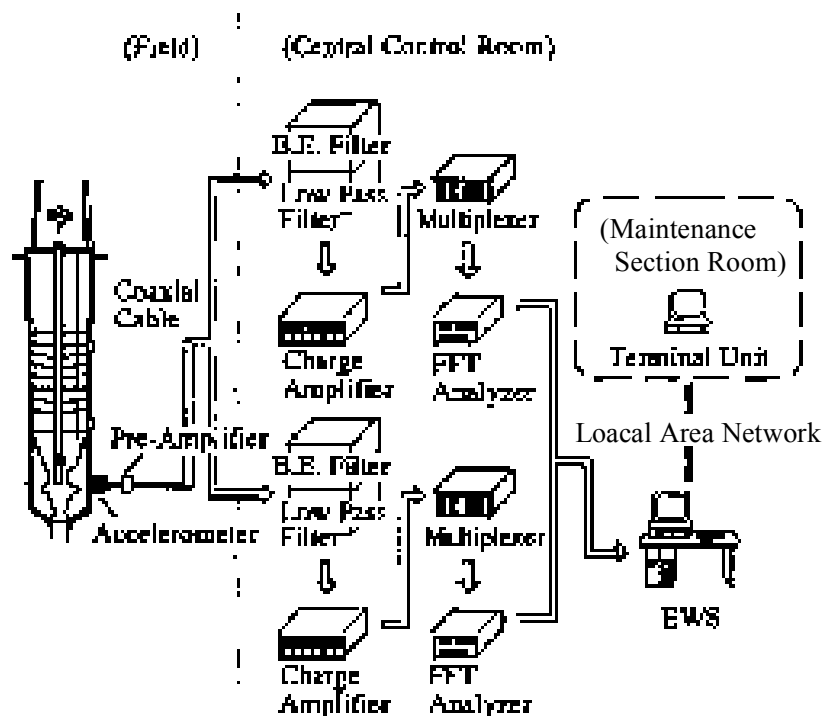 (Field)
(Central Control Room)
B.E. Filter
Low Pass
Filter
Multiplexer
Coaxial
Cable
Charge
Amplifier
FFT
Analyzer
Pre-Amplifier
Accelerometer
B.E. Filter
Low Pass
Filter
Multiplexer
Charge
Amplifier
FFT
Analyzer
(Maintenance
Section Room)
Terminal Unit
Loacal Area Network
EWS